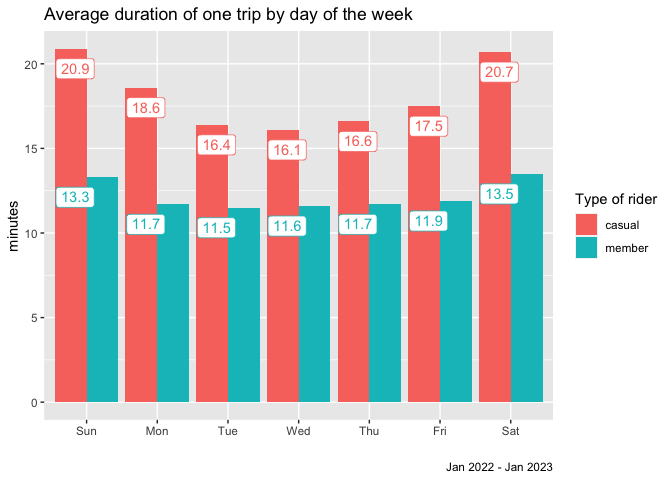 Average duration of one trip by day of the week
minutes
20
15
10
5
0
20.9
18.6
16.4
16.1
16.6
17.5
20.7
13.3
11.7
11.5
11.6
11.7
11.9
13.5
Sun Mon Tue Wed Thu Fri Sat
Type of rider
casual
member
Jan 2022 - Jan 2023